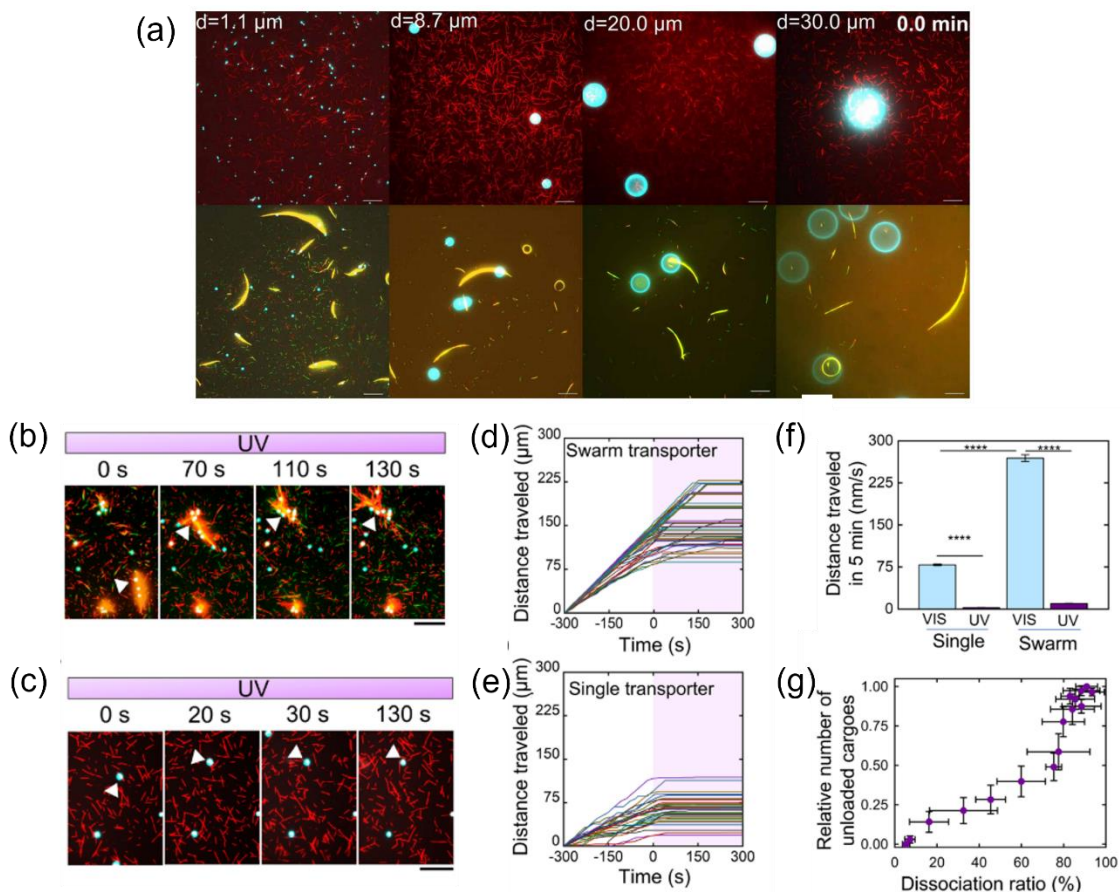 (a)
d=1.1 µm
d=8.7 µm
d=20.0 µm
d=30.0 µm
0.0 min
(b)
UV
0 s 70 s 110 s 130 s
(c)
UV
0 s 20 s 30 s 130 s
(d)
Swarm transporter
Distance traveled (µm)
300
225
150
75
0
-300 -150 0 150 300
Time (s)
(e)
Single transporter
Distance traveled (µm)
300
225
150
75
0
-300 -150 0 150 300
Time (s)
(f)
Distance traveled
in 5 min (nm/s)
300
225
150
75
0
**** ****
****
VIS UV VIS UV
Single Swarm
(g)
Relative number of
unloaded cargoes
1.00
0.75
0.50
0.25
0.00
0 20 40 60 80 100
Dissociation ratio (%)